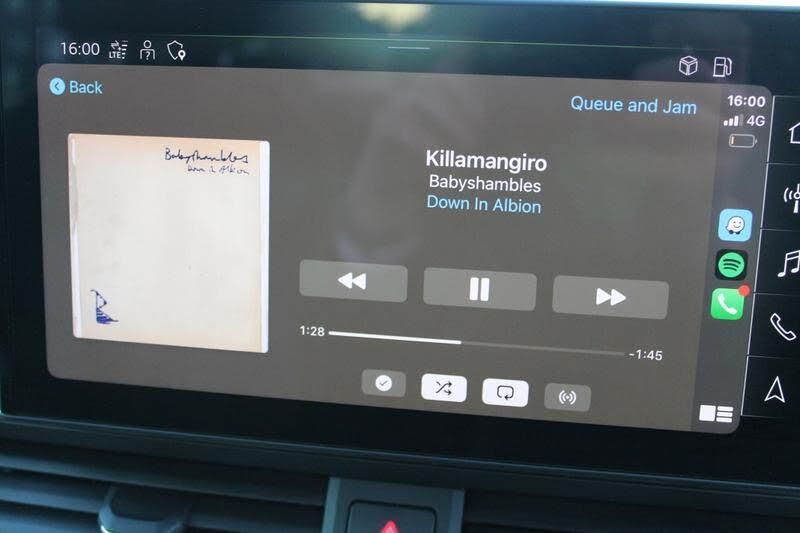 16:00 LTE
Back
Queue and Jam
16:00
4G
Babyshambles
Down in Albion
Killamangiro
Babyshambles
Down In Albion
1:28
-1:45